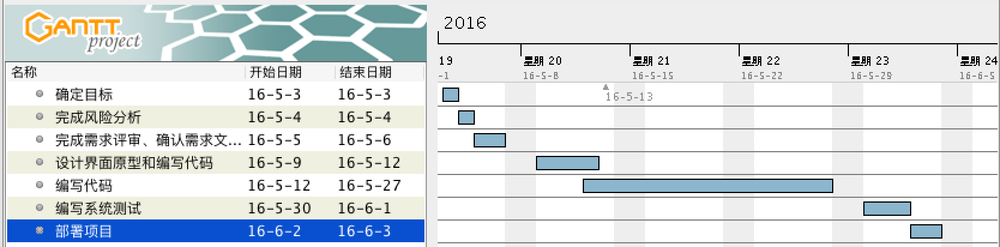 GANTT
project
2016
19
星期 20
星期 21
星期 22
星期 23
星期 24
名称 开始日期 结束日期
-1
16-5-8
16-5-15
16-5-22
16-5-29
16-6-5
确定目标 16-5-3 16-5-3
16-5-13
完成风险分析 16-5-4 16-5-4
完成需求评审、确认需求文... 16-5-5 16-5-6
设计界面原型和编写代码 16-5-9 16-5-12
编写代码 16-5-12 16-5-27
编写系统测试 16-5-30 16-6-1
部署项目 16-6-2 16-6-3